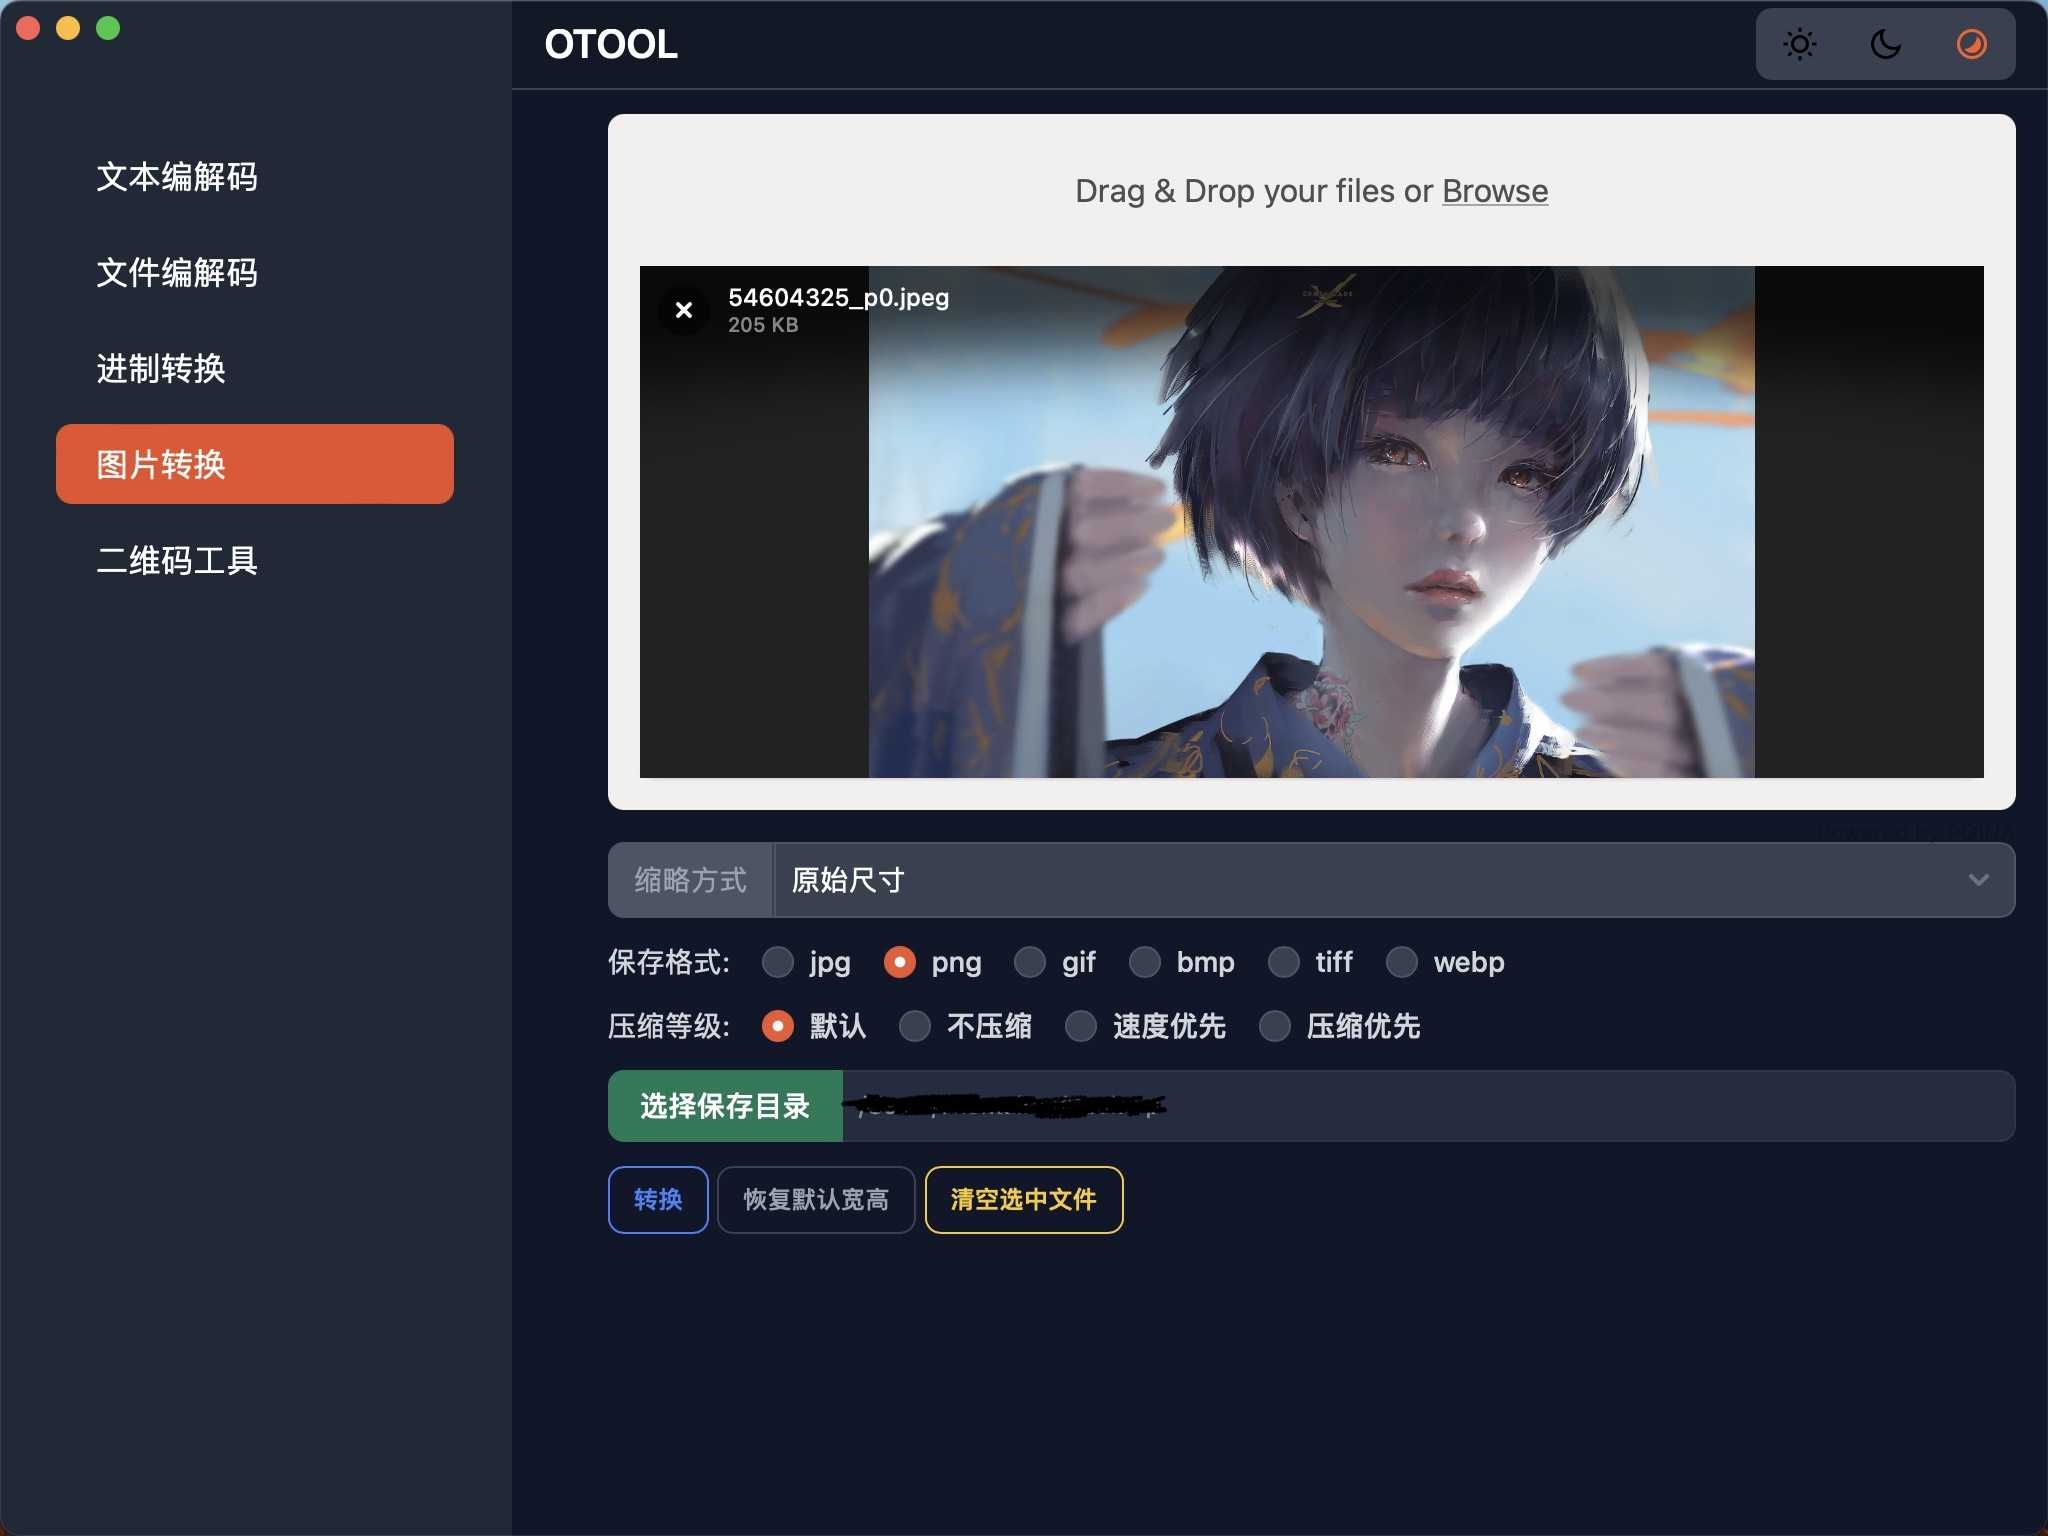 OTOOL
文本编解码
文件编解码
进制转换
图片转换
二维码工具
Drag & Drop your files or Browse
54604325_p0.jpeg
205 KB
Powered by PQINA
缩略方式 原始尺寸
保存格式: jpg png gif bmp tiff webp
压缩等级: 默认 不压缩 速度优先 压缩优先
选择保存目录
转换 恢复默认宽高 清空选中文件